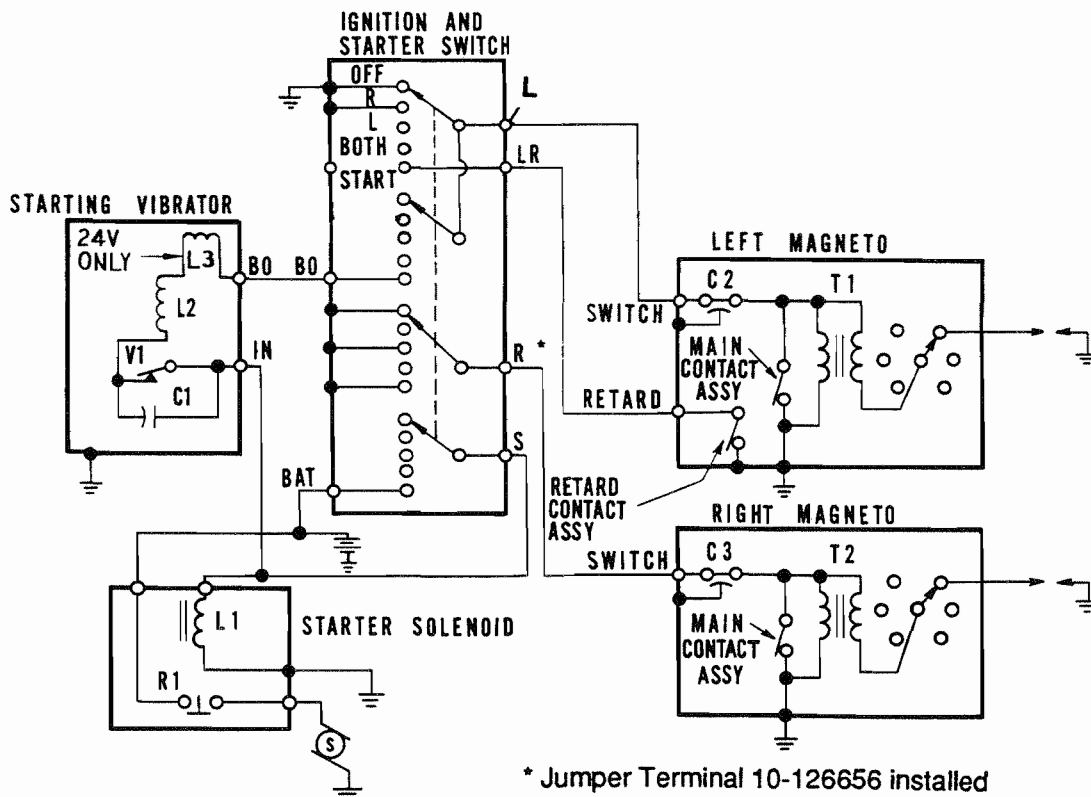 IGNITION AND
STARTER SWITCH
OFF
R
L
BOTH
START
L
LR
STARTING VIBRATOR
24V
ONLY
L3
L2
V1
C1
BO
BO
IN
R *
S
BAT
LEFT MAGNETO
C2
T1
SWITCH
MAIN
CONTACT
ASSY
RETARD
RETARD
CONTACT
ASSY
RIGHT MAGNETO
C3
T2
SWITCH
MAIN
CONTACT
ASSY
STARTER SOLENOID
L1
R1
S
* Jumper Terminal 10-126656 installed